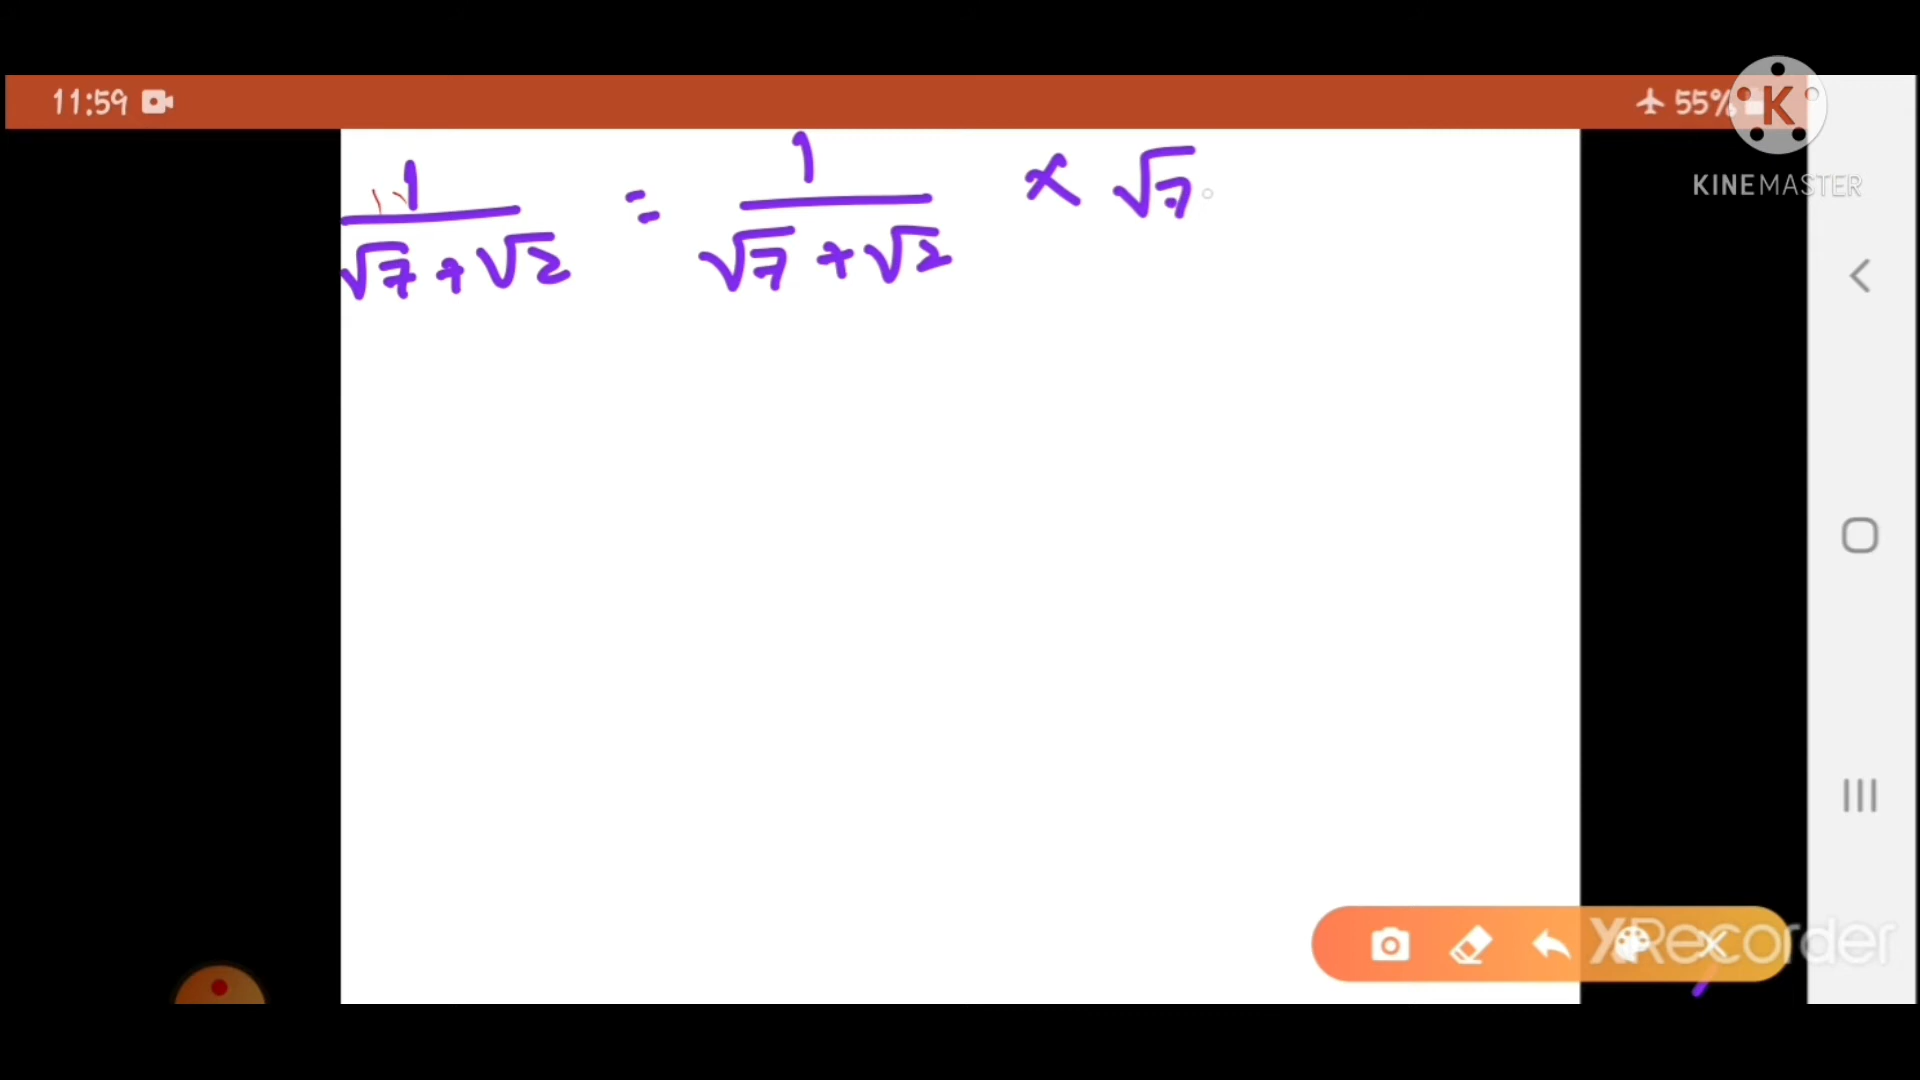 11:59
55%
KINEMASTER
1/(√7+√2) = 1/(√7+√2) × √7
XRecorder